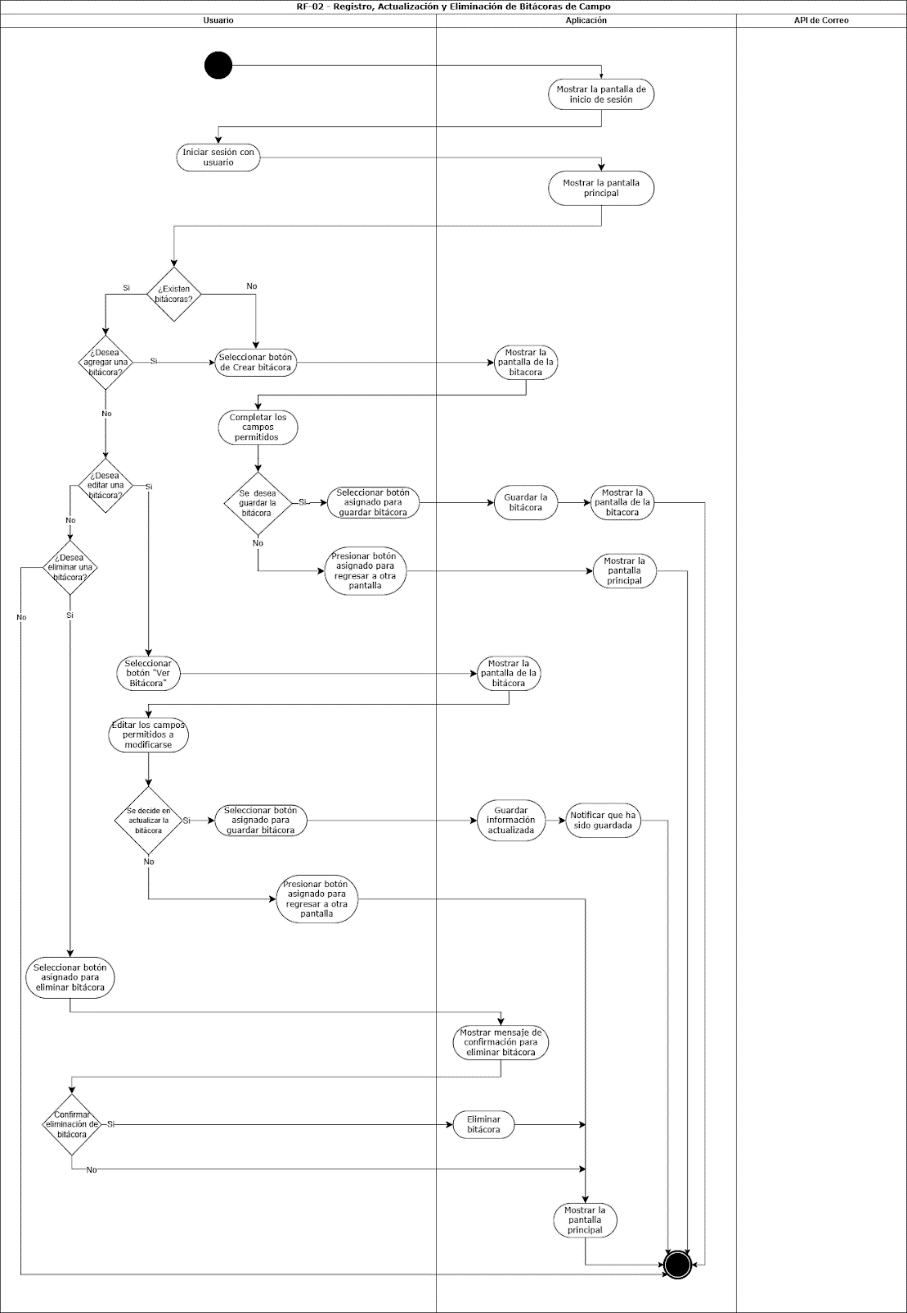 RF-02 - Registro, Actualización y Eliminación de Bitácoras de Campo
Usuario
Aplicación
API de Correo
Mostrar la pantalla de
inicio de sesión
Iniciar sesión con
usuario
Mostrar la pantalla
principal
¿Existen
bitácoras?
Si
No
¿Desea
agregar una
bitácora?
Si
Seleccionar botón
de Crear bitácora
Mostrar la
pantalla de la
bitacora
No
Completar los
campos
permitidos
¿Desea
editar una
bitácora?
Si
No
Se desea
guardar la
bitácora
Si
Seleccionar botón
asignado para
guardar bitácora
Guardar la
bitácora
Mostrar la
pantalla de la
bitacora
No
Presionar botón
asignado para
regresar a otra
pantalla
Mostrar la
pantalla
principal
¿Desea
eliminar una
bitácora?
No
Si
Seleccionar
botón "Ver
Bitácora"
Mostrar la
pantalla de la
bitácora
Editar los campos
permitidos a
modificarse
Se decide en
actualizar la
bitácora
Si
Seleccionar botón
asignado para
guardar bitácora
Guardar
información
actualizada
Notificar que ha
sido guardada
No
Presionar botón
asignado para
regresar a otra
pantalla
Seleccionar botón
asignado para
eliminar bitácora
Mostrar mensaje de
confirmación para
eliminar bitácora
Confirmar
eliminación de
bitácora
Si
Eliminar
bitácora
No
Mostrar la
pantalla
principal